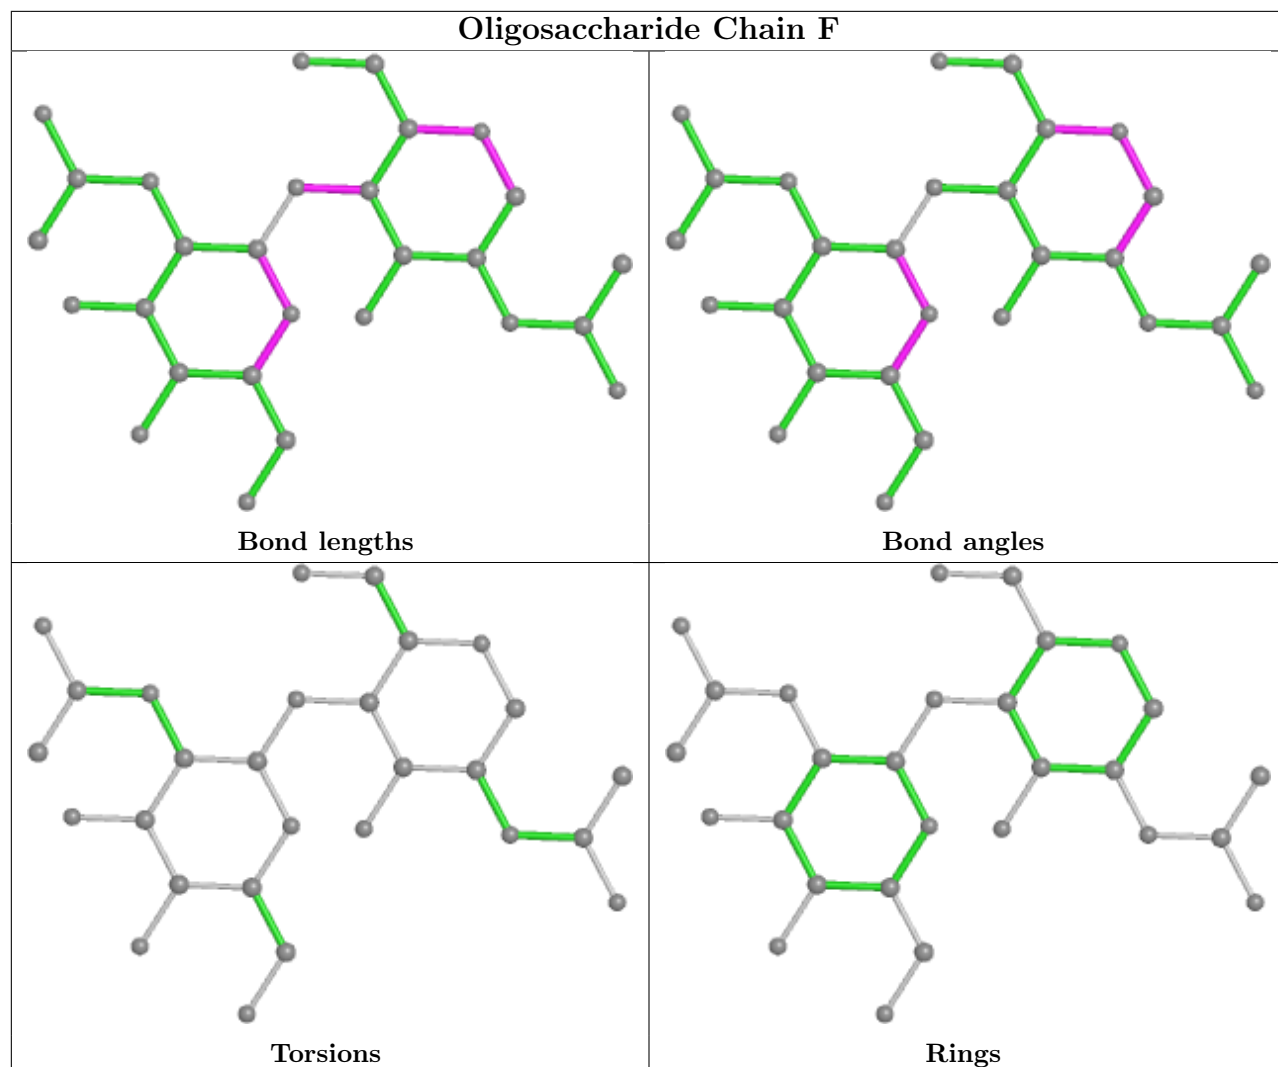 Oligosaccharide Chain F
Bond lengths
Bond angles
Torsions
Rings